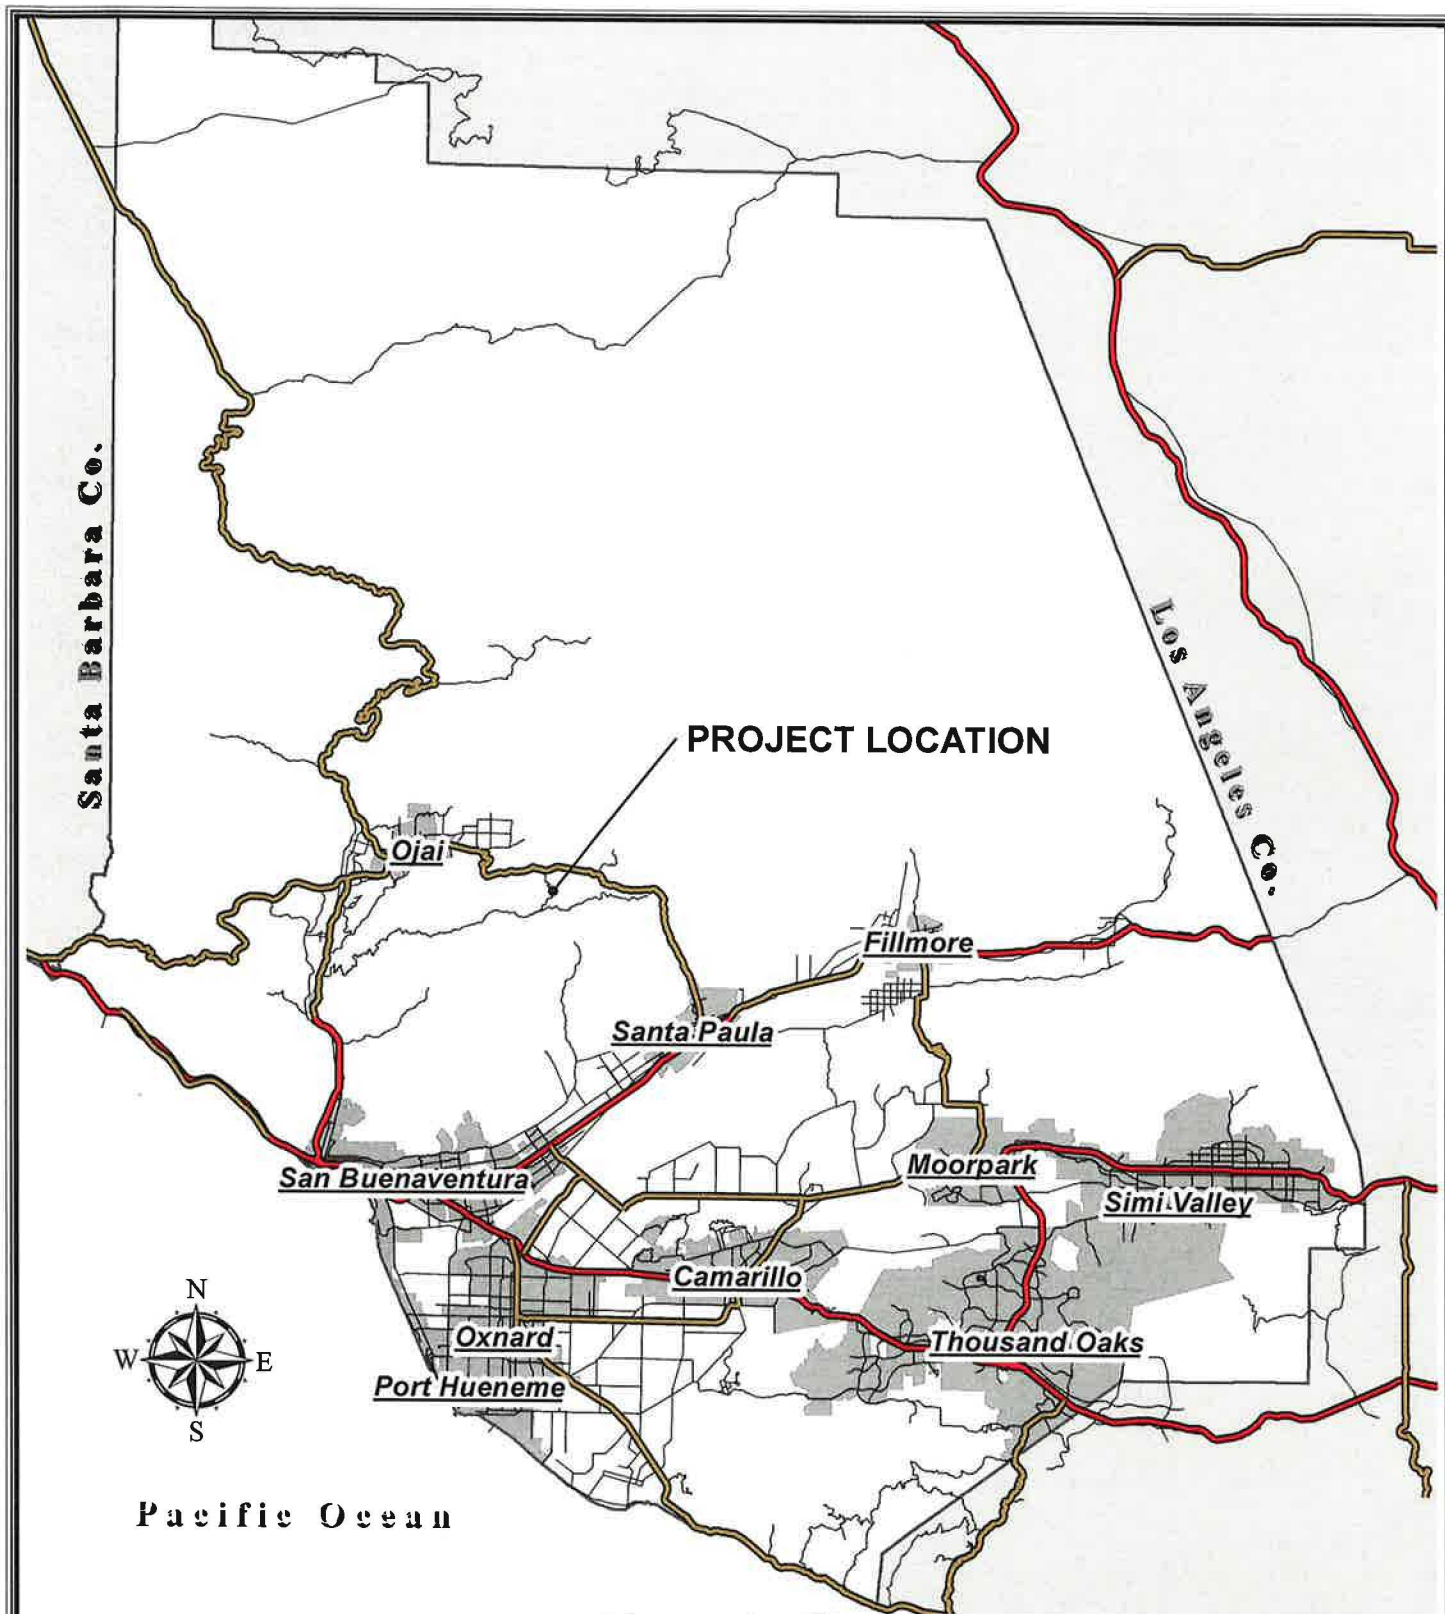 Santa Barbara Co.
Los Angeles Co.
PROJECT LOCATION
Ojai
Fillmore
Santa Paula
San Buenaventura
Moorpark
Simi Valley
Camarillo
Oxnard
Thousand Oaks
Port Hueneme
N
W
E
S
Pacific Ocean